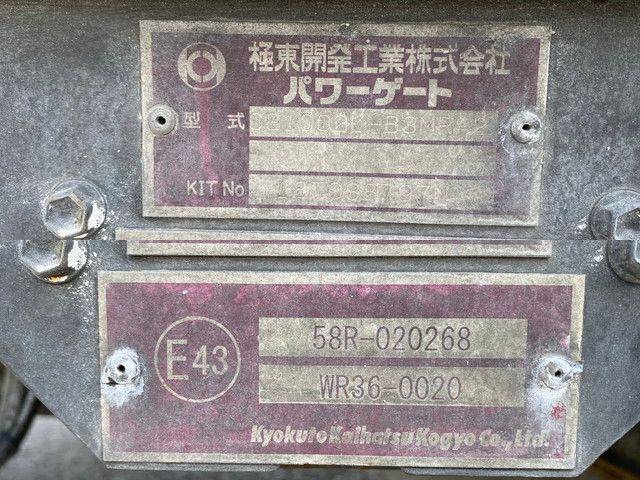 極東開発工業株式会社
パワーゲート
型式
KIT No
E43
58R-020268
WR36-0020
Kyokuto Kaihatsu Kogyo Co., Ltd.